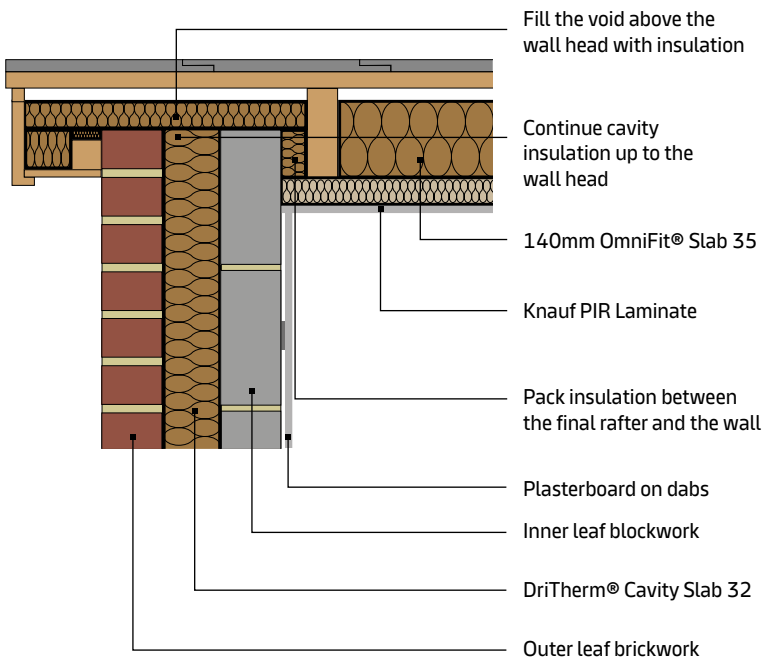 Fill the void above the
wall head with insulation
Continue cavity
insulation up to the
wall head
140mm OmniFit® Slab 35
Knauf PIR Laminate
Pack insulation between
the final rafter and the wall
Plasterboard on dabs
Inner leaf blockwork
DriTherm® Cavity Slab 32
Outer leaf brickwork